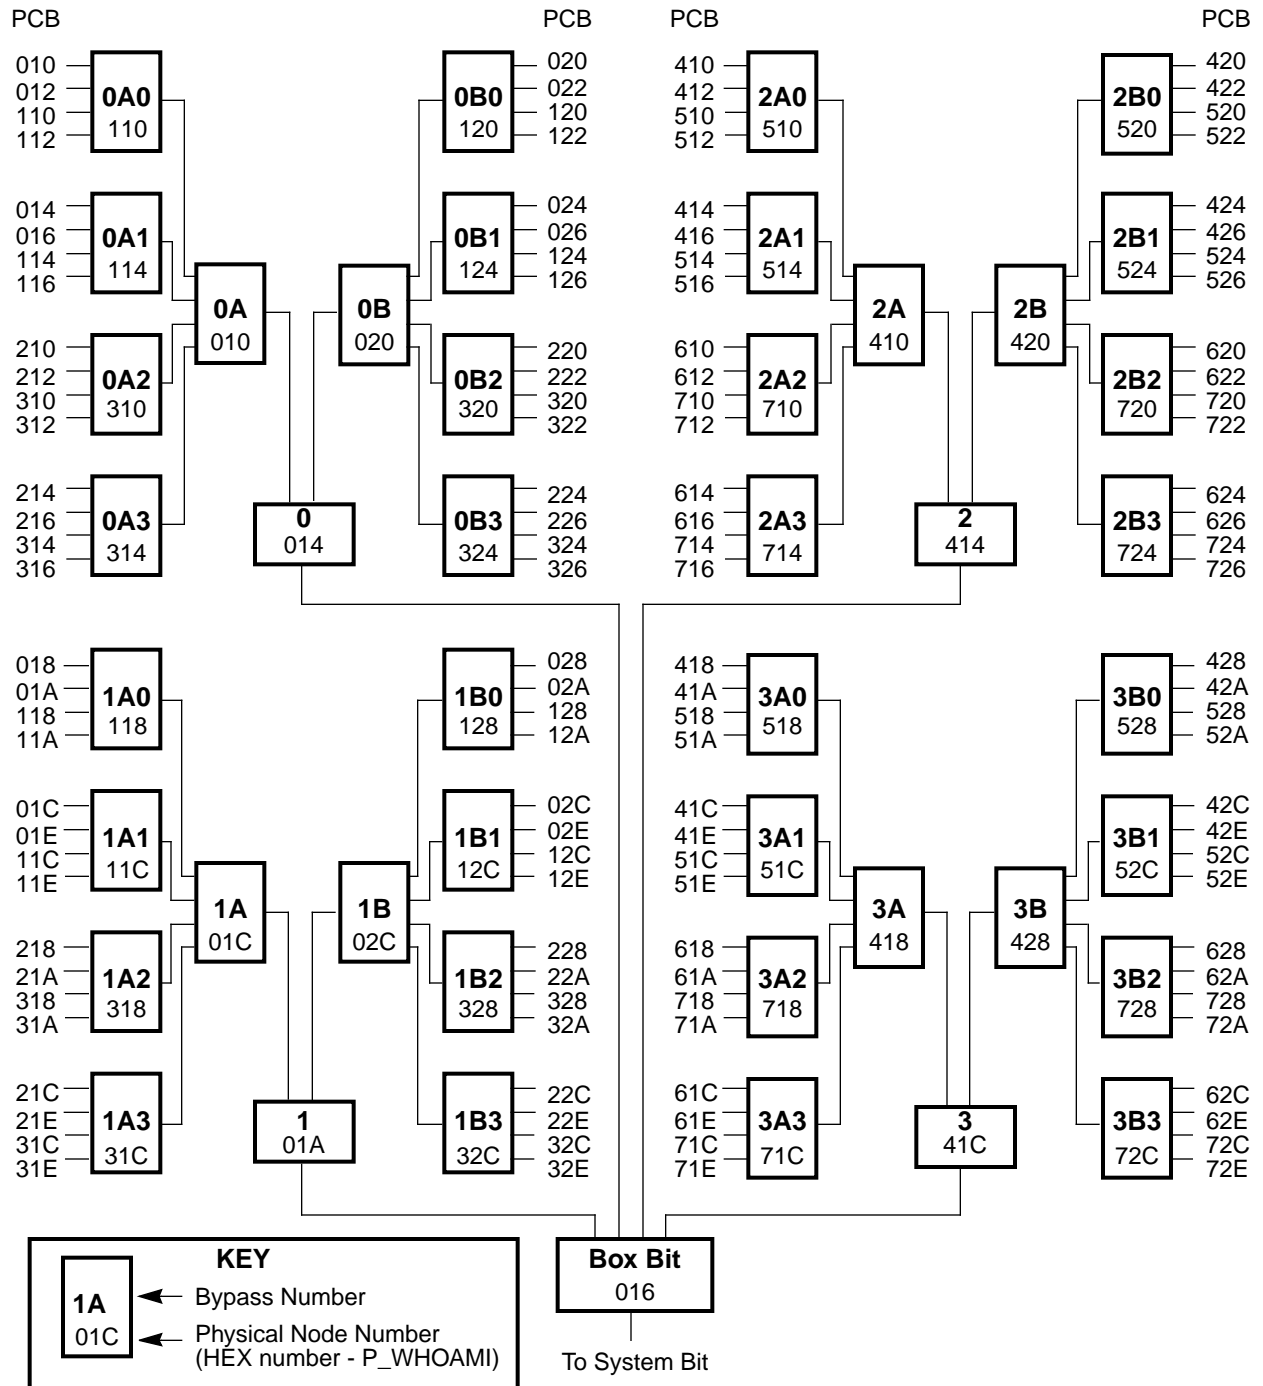 PCB PCB PCB PCB
010
012
110
112
0A0
110
0B0
120
020
022
120
122
410
412
510
512
2A0
510
2B0
520
420
422
520
522
014
016
114
116
0A1
114
0B1
124
024
026
124
126
414
416
514
516
2A1
514
2B1
524
424
426
524
526
0A
010
0B
020
2A
410
2B
420
210
212
310
312
0A2
310
0B2
320
220
222
320
322
610
612
710
712
2A2
710
2B2
720
620
622
720
722
214
216
314
316
0A3
314
0
014
0B3
324
224
226
324
326
614
616
714
716
2A3
714
2
414
2B3
724
624
626
724
726
018
01A
118
11A
1A0
118
1B0
128
028
02A
128
12A
418
41A
518
51A
3A0
518
3B0
528
428
42A
528
52A
01C
01E
11C
11E
1A1
11C
1B1
12C
02C
02E
12C
12E
41C
41E
51C
51E
3A1
51C
3B1
52C
42C
42E
52C
52E
1A
01C
1B
02C
3A
418
3B
428
218
21A
318
31A
1A2
318
1B2
328
228
22A
328
32A
618
61A
718
71A
3A2
718
3B2
728
628
62A
728
72A
21C
21E
31C
31E
1A3
31C
1
01A
1B3
32C
22C
22E
32C
32E
61C
61E
71C
71E
3A3
71C
3
41C
3B3
72C
62C
62E
72C
72E
KEY
1A
01C
Bypass Number
Physical Node Number
(HEX number - P_WHOAMI)
Box Bit
016
To System Bit